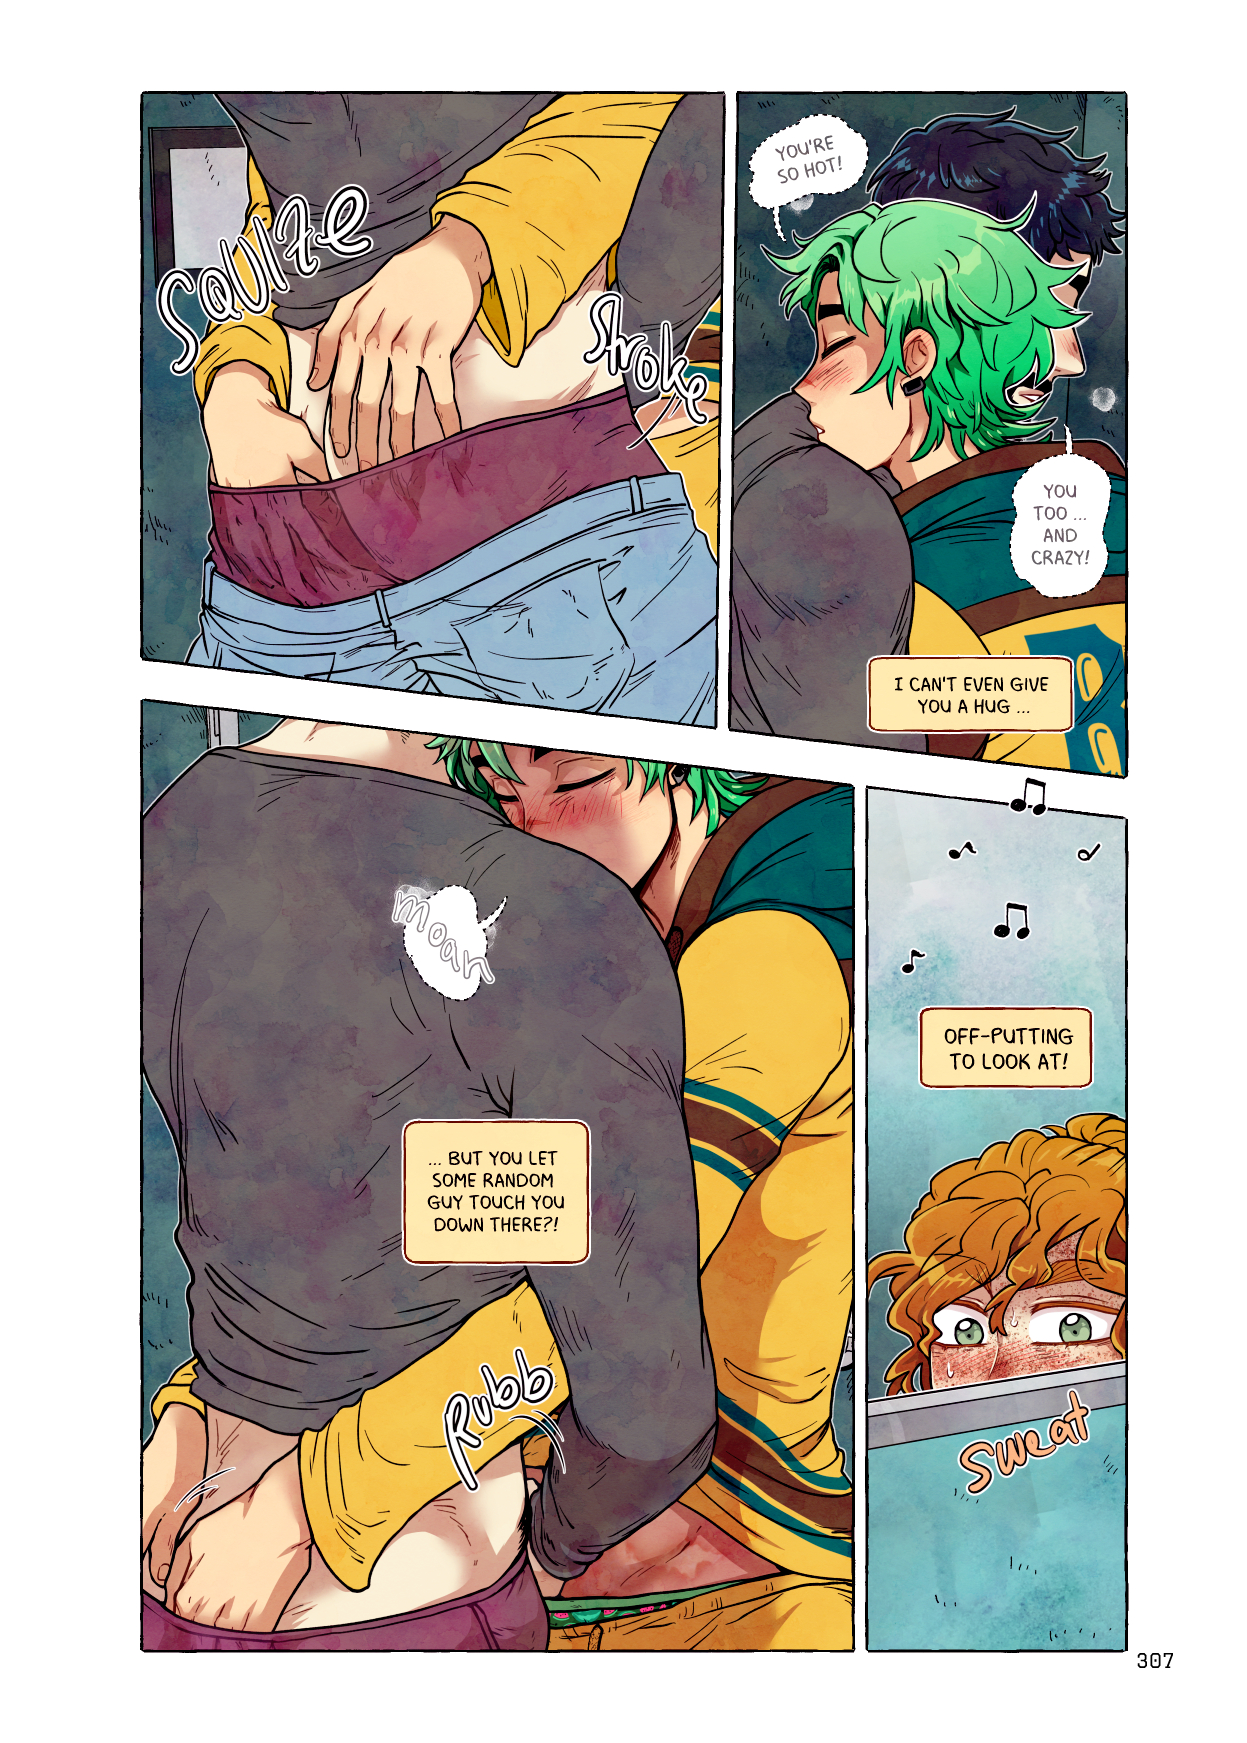 SQUIZE
Stroke
YOU'RE
SO HOT!
YOU
TOO ...
AND
CRAZY!
I CAN'T EVEN GIVE
YOU A HUG ...
moan
... BUT YOU LET
SOME RANDOM
GUY TOUCH YOU
DOWN THERE?!
Rubb
OFF-PUTTING
TO LOOK AT!
sweat
307